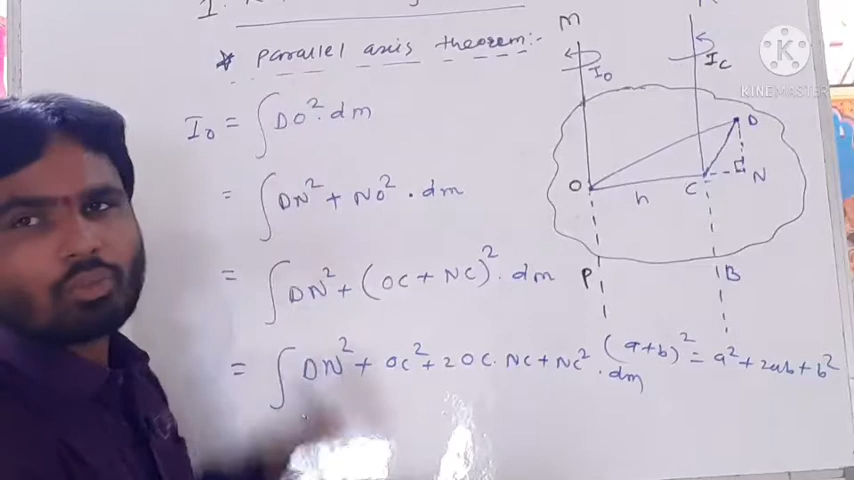 1.
* parallel axis theorem:-
I₀ = ∫ DO² . dm
= ∫ DN² + NO² . dm
= ∫ DN² + (OC + NC)² . dm
= ∫ DN² + OC² + 2OC. NC + NC² . dm
(a+b)² = a² + 2ab + b²
M
I₀
I C
D
O
h
C
N
P
B
K
KINEMASTER